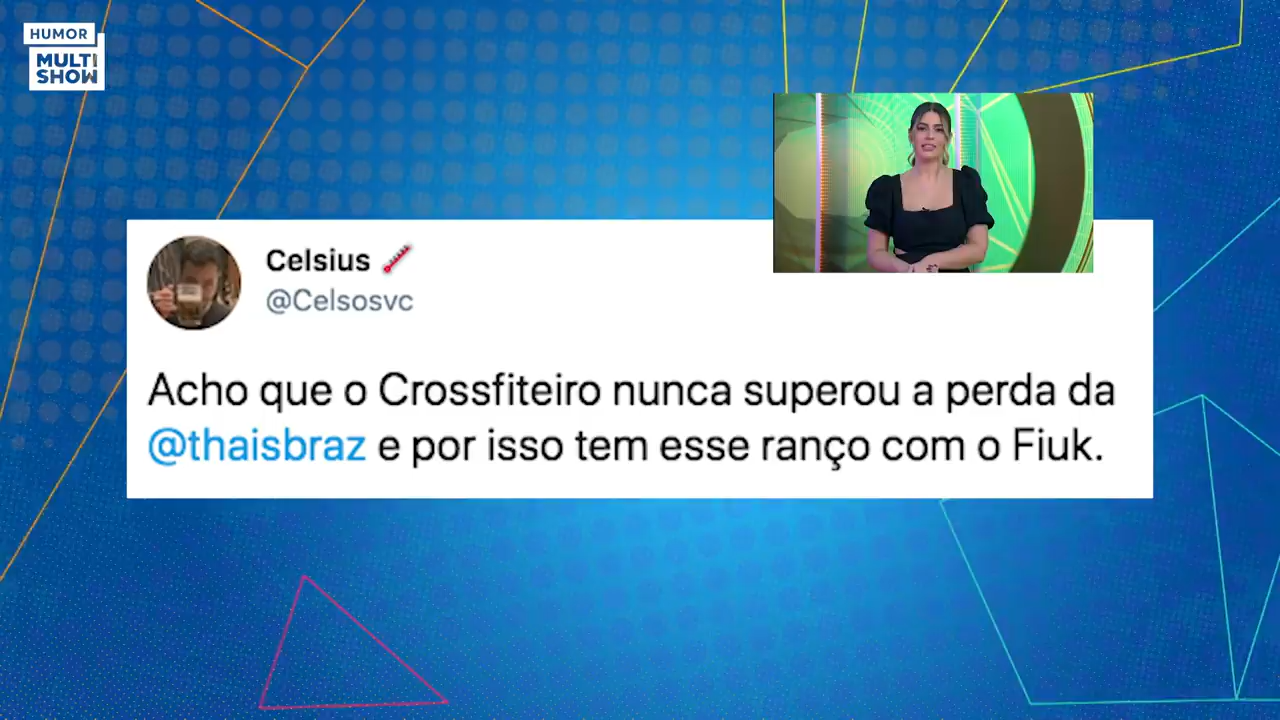 HUMOR
MULTI
SHOW
Celsius
@Celsosvc
Acho que o Crossfiteiro nunca superou a perda da
@thaisbraz e por isso tem esse ranço com o Fiuk.